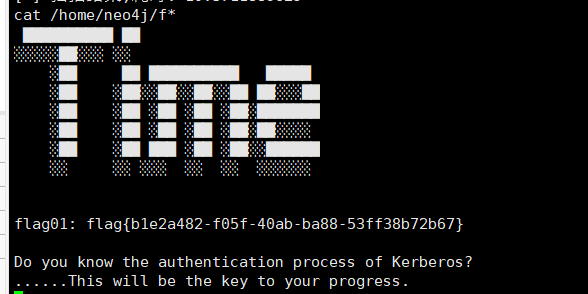 cat /home/neo4j/f*
Time
flag01: flag{b1e2a482-f05f-40ab-ba88-53ff38b72b67}
Do you know the authentication process of Kerberos?
......This will be the key to your progress.